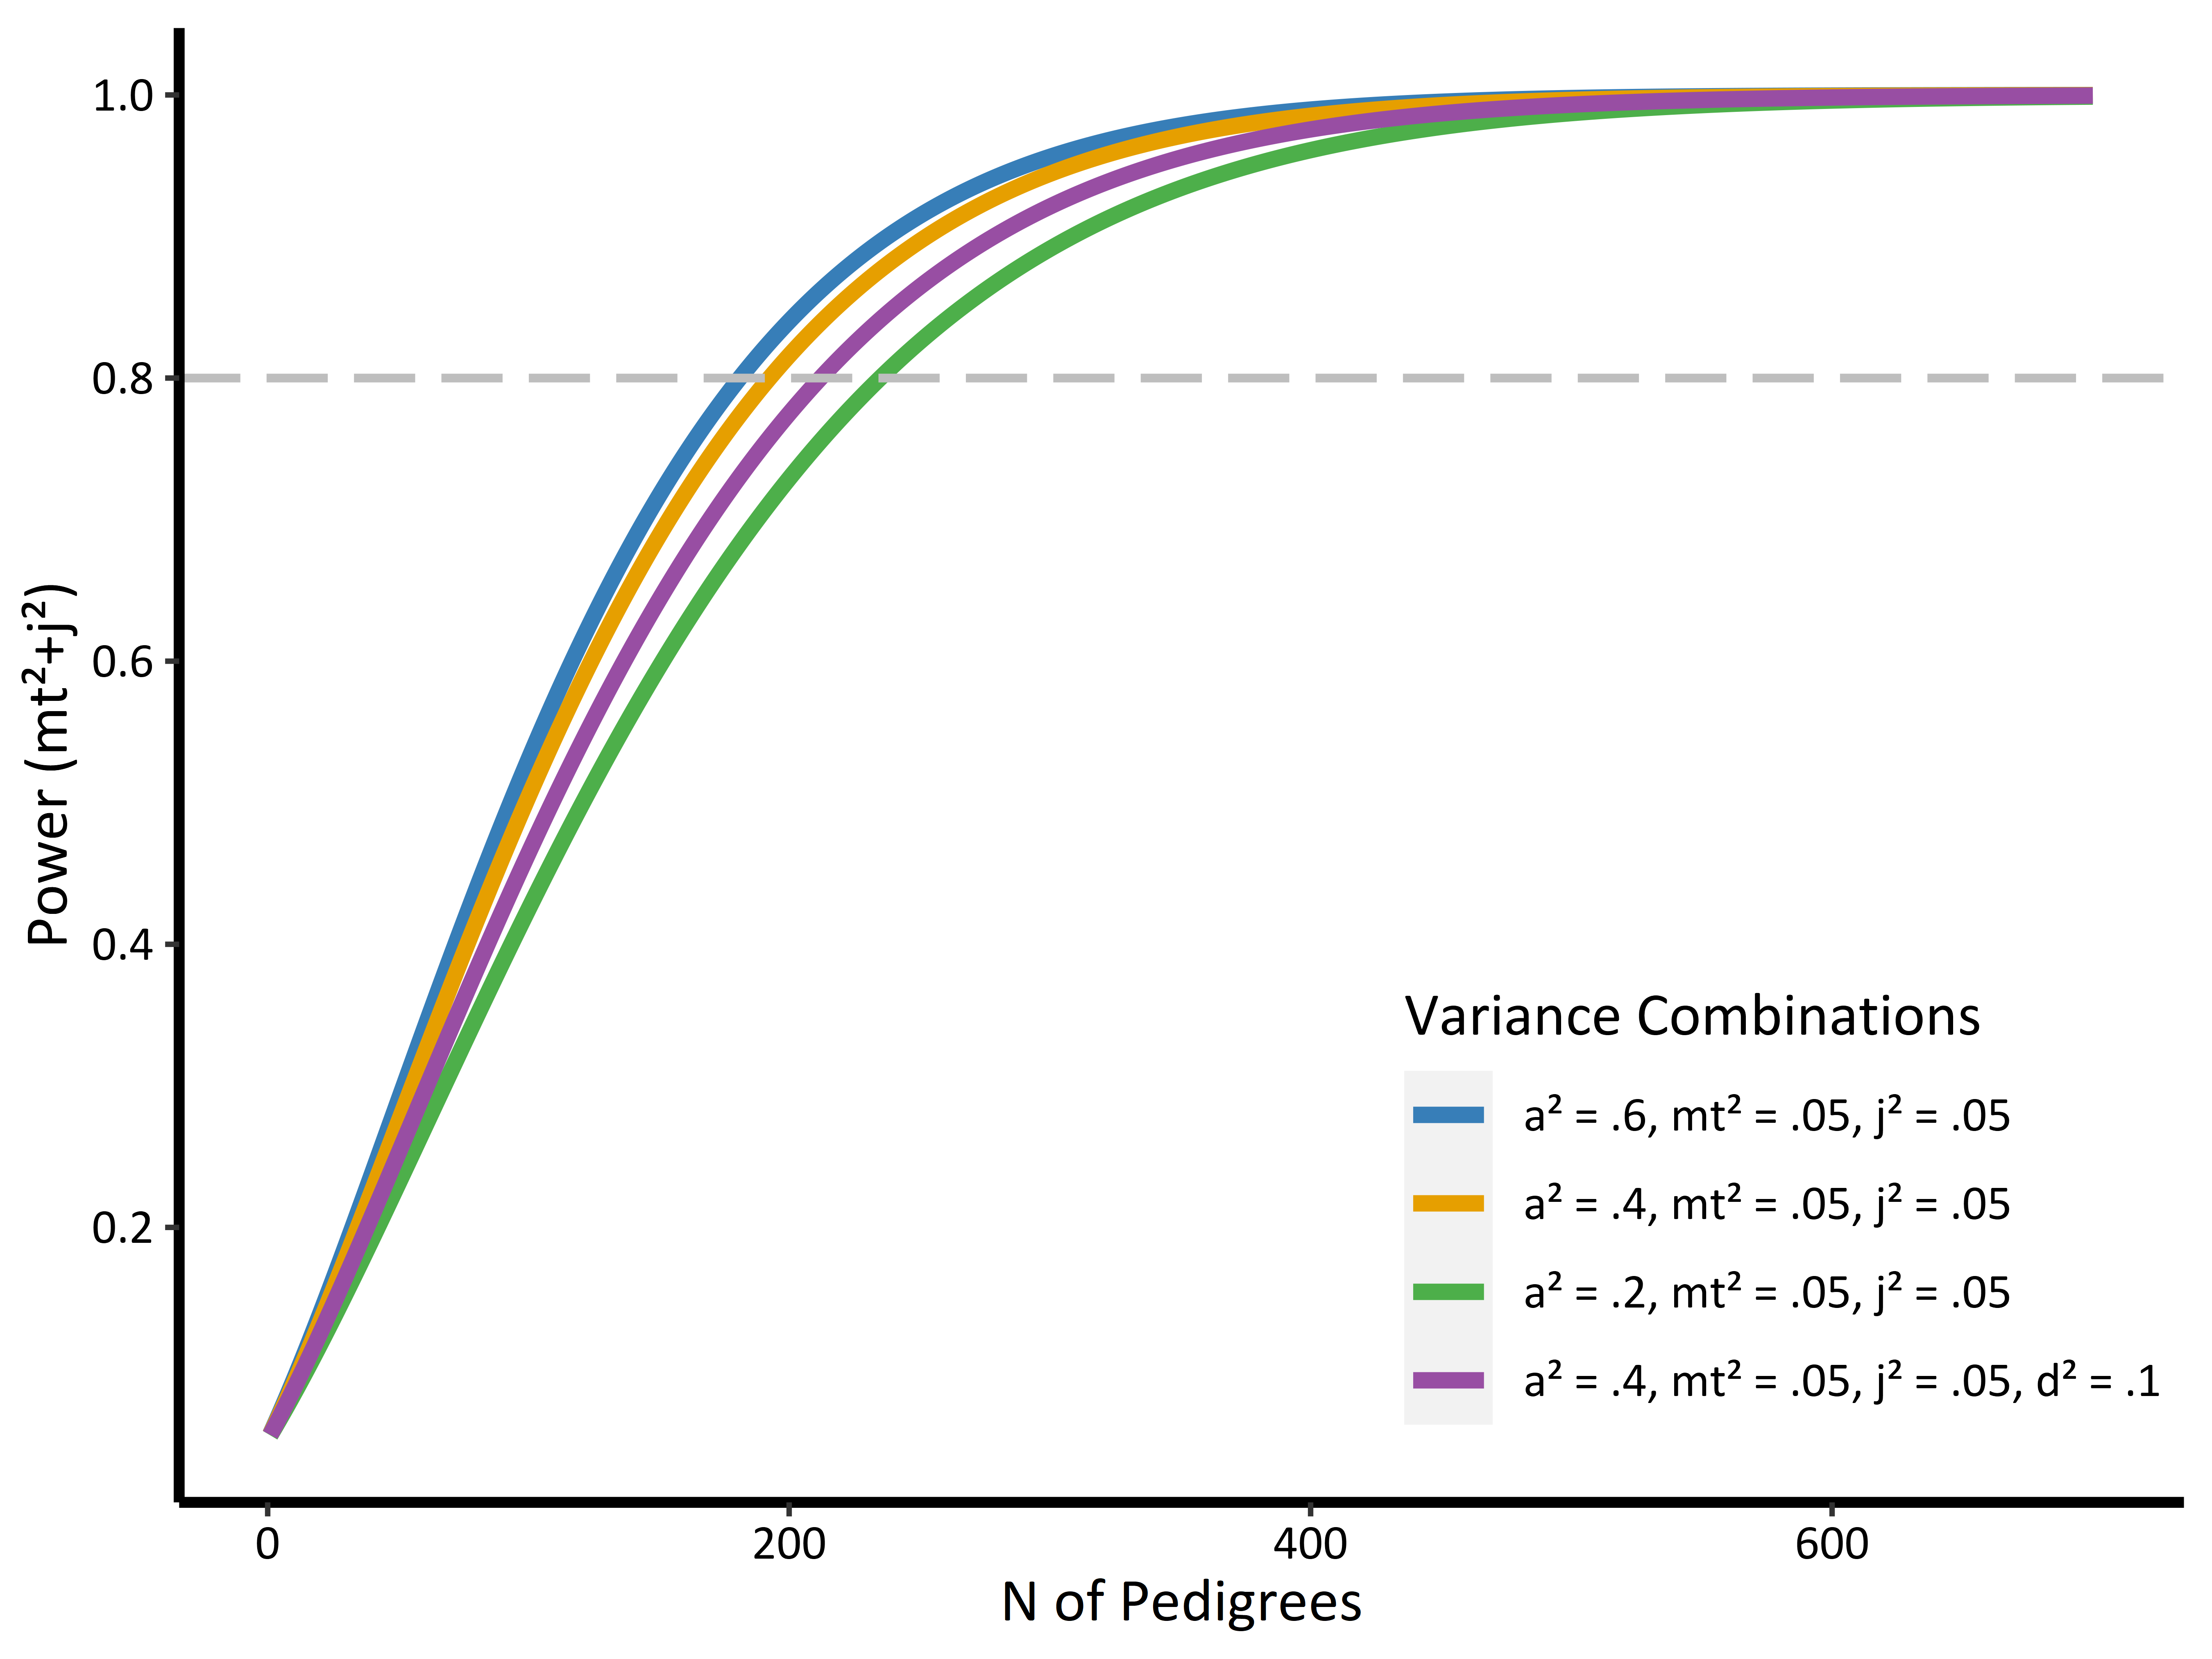 Power (mt²+j²)
1.0
0.8
0.6
0.4
0.2
0
200
400
600
N of Pedigrees
Variance Combinations
a² = .6, mt² = .05, j² = .05
a² = .4, mt² = .05, j² = .05
a² = .2, mt² = .05, j² = .05
a² = .4, mt² = .05, j² = .05, d² = .1